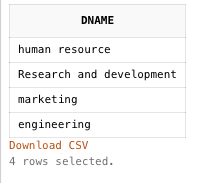 DNAME
human resource
Research and development
marketing
engineering
Download CSV
4 rows selected.